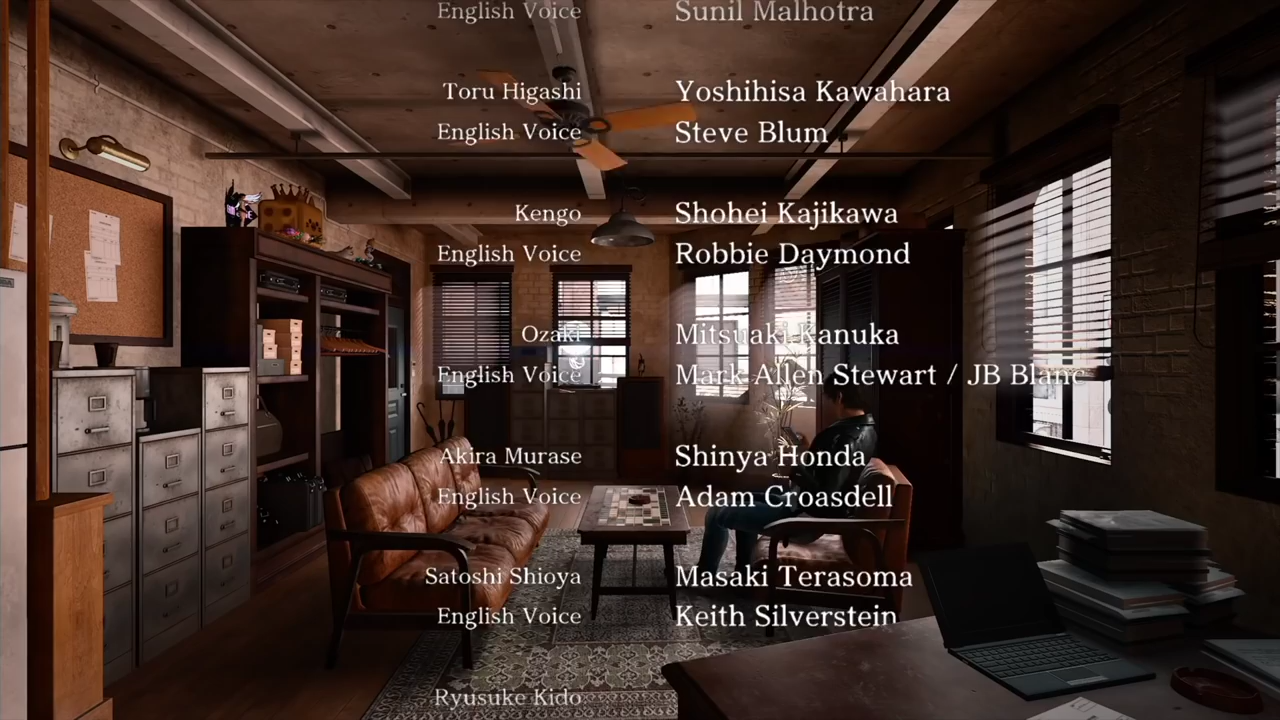 English Voice Sunil Malhotra
Toru Higashi Yoshihisa Kawahara
English Voice Steve Blum
Kengo Shohei Kajikawa
English Voice Robbie Daymond
Ozaki Mitsuaki Kanuka
English Voice Mark Allen Stewart / JB Blanc
Akira Murase Shinya Honda
English Voice Adam Croasdell
Satoshi Shioya Masaki Terasoma
English Voice Keith Silverstein
Ryusuke Kido